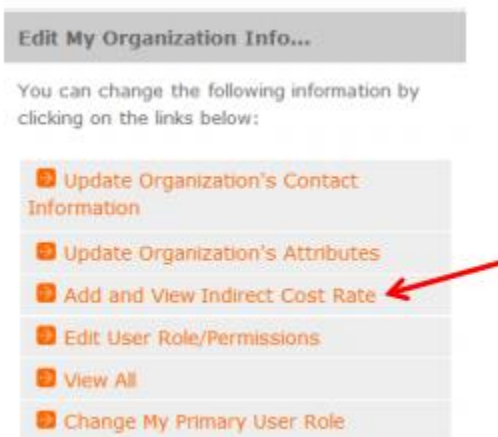 Edit My Organization Info...
You can change the following information by
clicking on the links below:
Update Organization's Contact
Information
Update Organization's Attributes
Add and View Indirect Cost Rate
Edit User Role/Permissions
View All
Change My Primary User Role